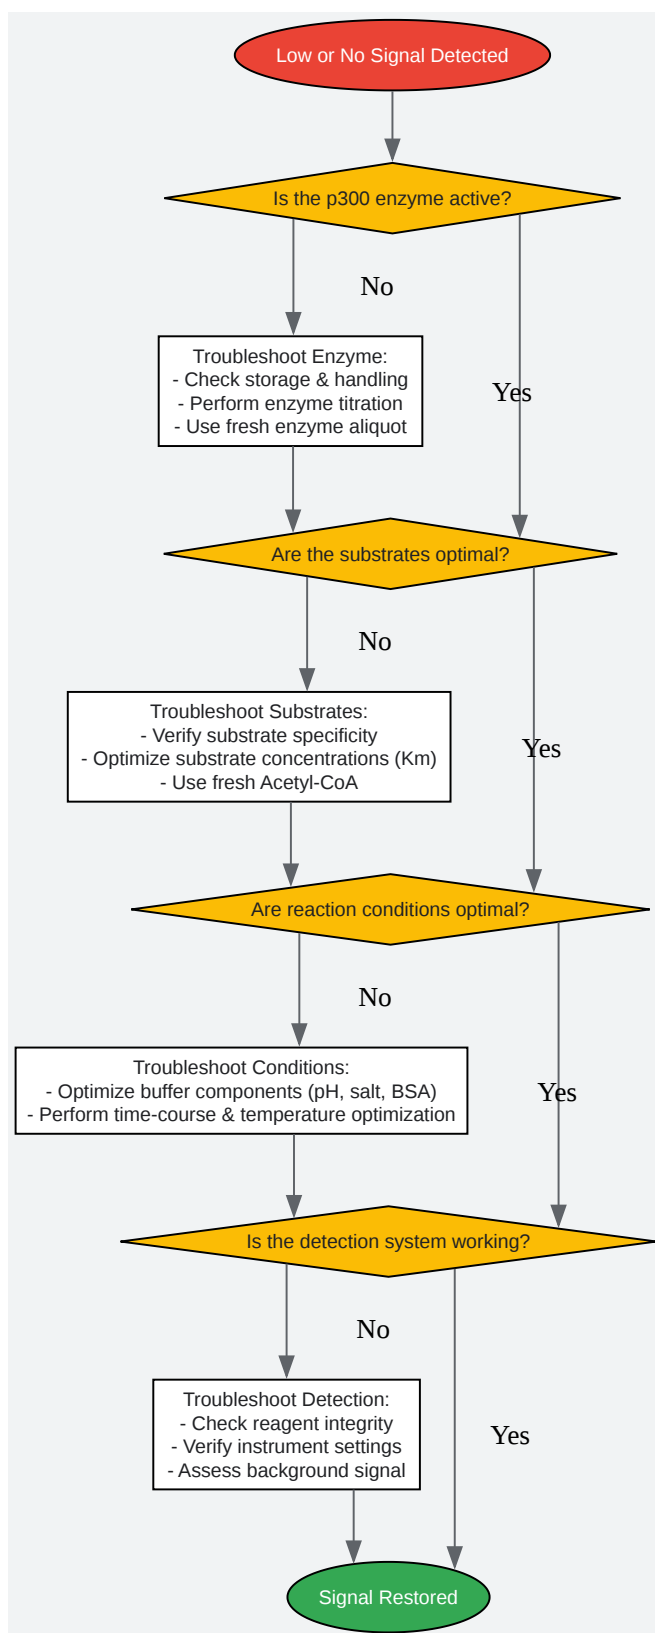 Low or No Signal Detected
Is the p300 enzyme active?
No
Troubleshoot Enzyme:
- Check storage & handling
- Perform enzyme titration
- Use fresh enzyme aliquot
Yes
Are the substrates optimal?
No
Troubleshoot Substrates:
- Verify substrate specificity
- Optimize substrate concentrations (Km)
- Use fresh Acetyl-CoA
Yes
Are reaction conditions optimal?
No
Troubleshoot Conditions:
- Optimize buffer components (pH, salt, BSA)
- Perform time-course & temperature optimization
Yes
Is the detection system working?
No
Troubleshoot Detection:
- Check reagent integrity
- Verify instrument settings
- Assess background signal
Yes
Signal Restored